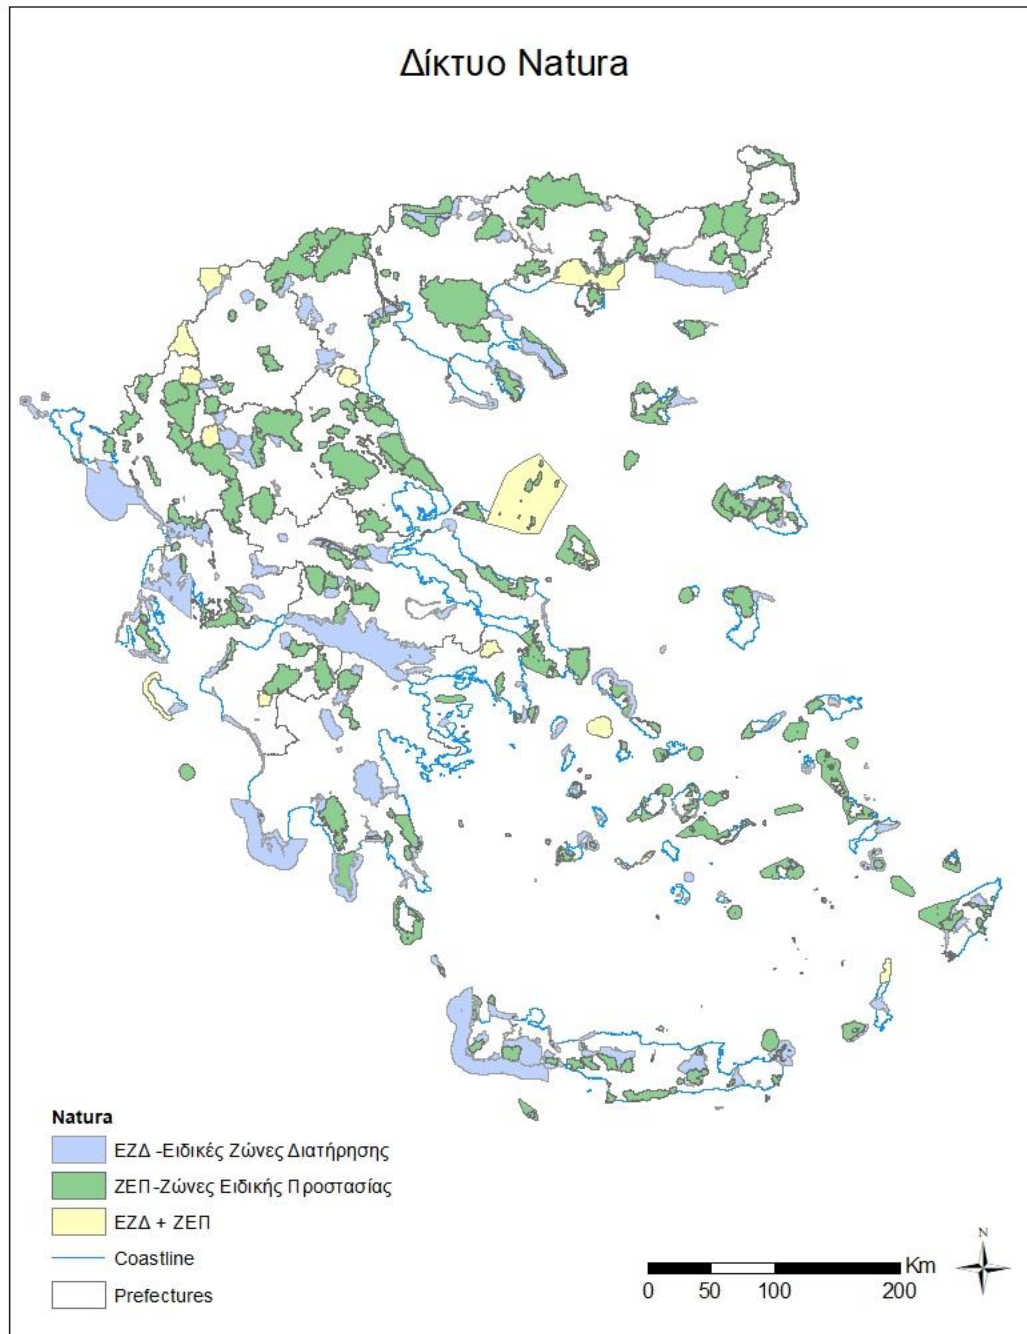 Δίκτυο Natura
Natura
ΕΖΔ -Ειδικές Ζώνες Διατήρησης
ΖΕΠ-Ζώνες Ειδικής Προστασίας
ΕΖΔ + ΖΕΠ
Coastline
Prefectures
N
Km
0 50 100 200